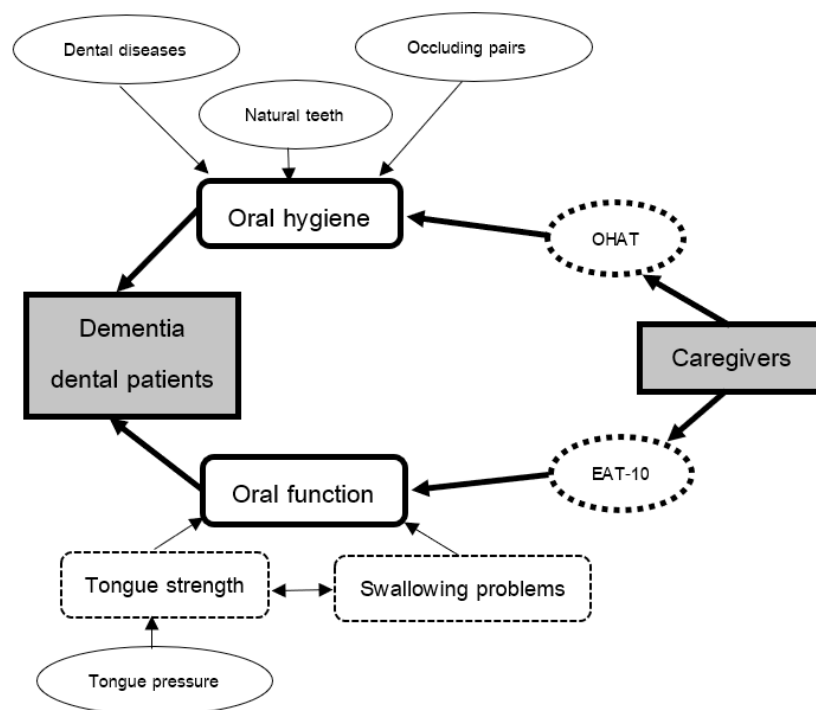 Dental diseases
Occluding pairs
Natural teeth
Oral hygiene
OHAT
Dementia
dental patients
Caregivers
Oral function
EAT-10
Tongue strength
Swallowing problems
Tongue pressure